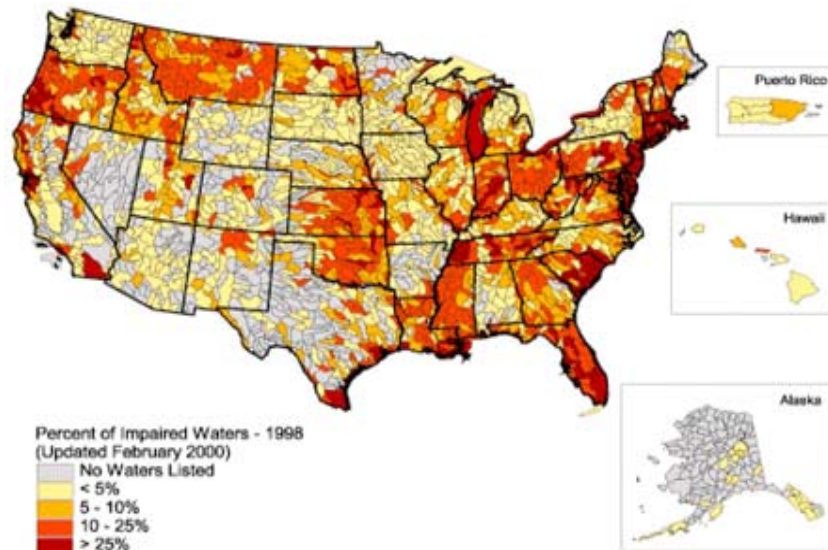 Puerto Rico
Hawaii
Alaska
Percent of Impaired Waters - 1998
(Updated February 2000)
No Waters Listed
< 5%
5 - 10%
10 - 25%
> 25%